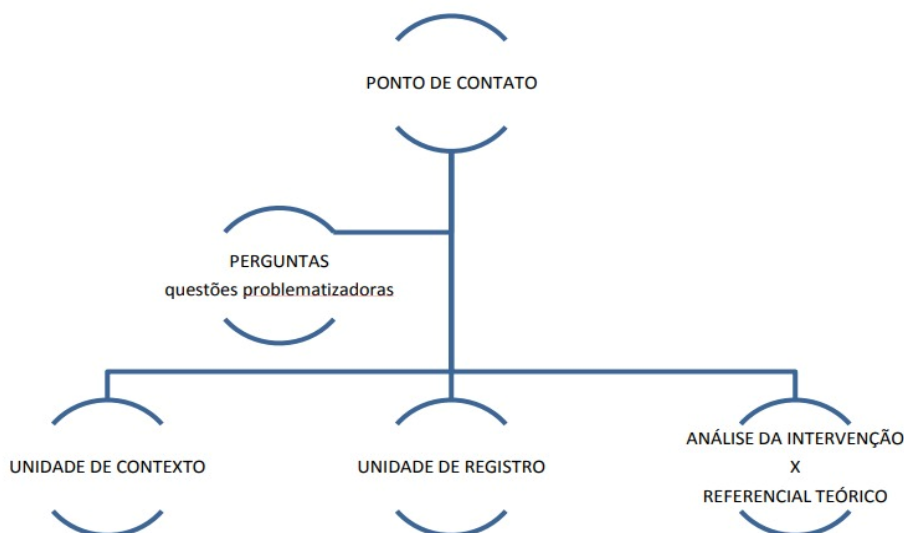 PONTO DE CONTATO
PERGUNTAS
questões problematizadoras
UNIDADE DE CONTEXTO
UNIDADE DE REGISTRO
ANÁLISE DA INTERVENÇÃO
X
REFERENCIAL TEÓRICO